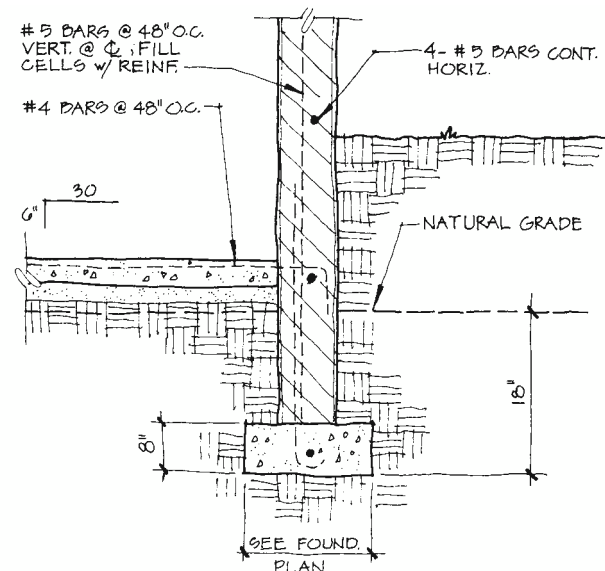 # 5 BARS @ 48" O.C.
VERT. @ ℄ ; FILL
CELLS w/ REINF.
4- # 5 BARS CONT.
HORIZ.
#4 BARS @ 48" O.C.
30
6"
NATURAL GRADE
18"
8"
SEE FOUND.
PLAN